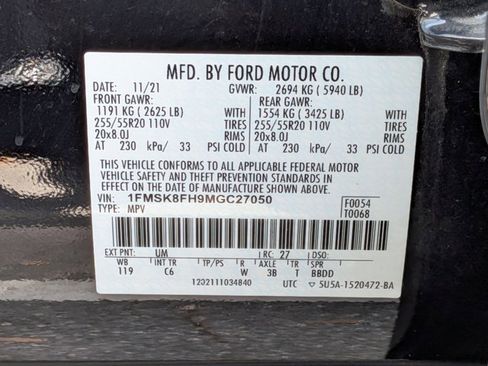 MFD. BY FORD MOTOR CO.
DATE: 11/21 GVWR: 2694 KG ( 5940 LB)
FRONT GAWR: REAR GAWR:
1191 KG ( 2625 LB) WITH 1554 KG ( 3425 LB) WITH
255/55R20 110V TIRES 255/55R20 110V TIRES
20x8.0J RIMS 20x8.0J RIMS
AT 230 kPa/ 33 PSI COLD AT 230 kPa/ 33 PSI COLD
THIS VEHICLE CONFORMS TO ALL APPLICABLE FEDERAL MOTOR
VEHICLE SAFETY AND THEFT PREVENTION STANDARDS IN
EFFECT ON THE DATE OF MANUFACTURE SHOWN ABOVE.
VIN: 1FMSK8FH9MGC27050 F0054
TYPE: MPV T0068
EXT PNT: UM RC: 27 DSO:
WB INT TR TP/PS R AXLE TR SPR
119 C6 W 3B T BBDD
1202111034840 UTC ▽ 5U5A-1520472-BA